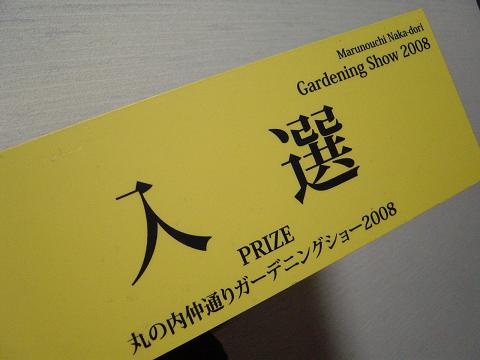 Marunouchi Naka-dori
Gardening Show 2008
入選
PRIZE
丸の内仲通りガーデニングショー2008